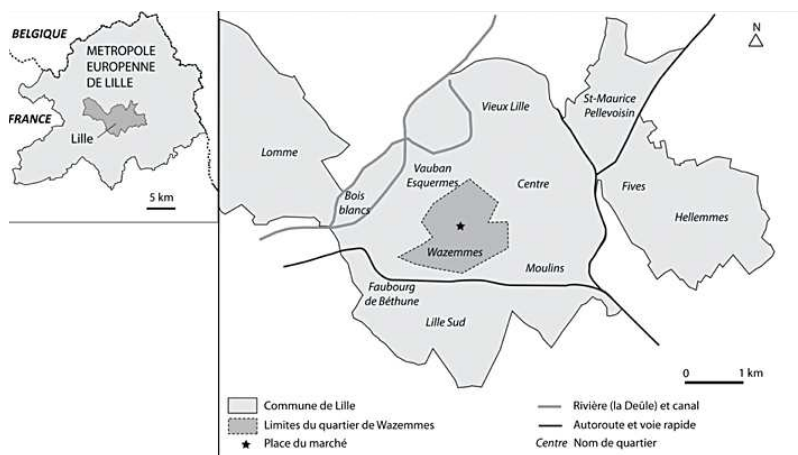 BELGIQUE
METROPOLE
EUROPENNE
DE LILLE
FRANCE
Lille
5 km
N
St-Maurice
Pellevoisin
Vieux Lille
Lomme
Vauban
Esquermes
Centre
Bois
blancs
Fives
Hellemmes
Wazemmes
Moulins
Faubourg
de Béthune
Lille Sud
0 1 km
Commune de Lille
Limites du quartier de Wazemmes
Place du marché
Rivière (la Deûle) et canal
Autoroute et voie rapide
Centre Nom de quartier